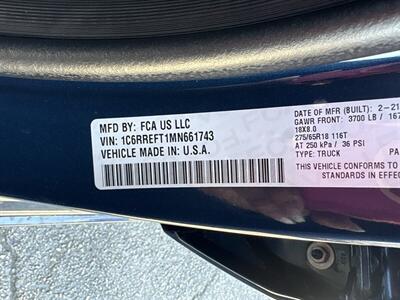 MFD BY: FCA US LLC
VIN: 1C6RREFT1MN661743
VEHICLE MADE IN: U.S.A.
DATE OF MFR (BUILT): 2-21
GAWR FRONT: 3700 LB / 167
18X8.0
275/65R18 116T
AT 250 kPa / 36 PSI
TYPE: TRUCK
THIS VEHICLE CONFORMS TO
STANDARDS IN EFFECT